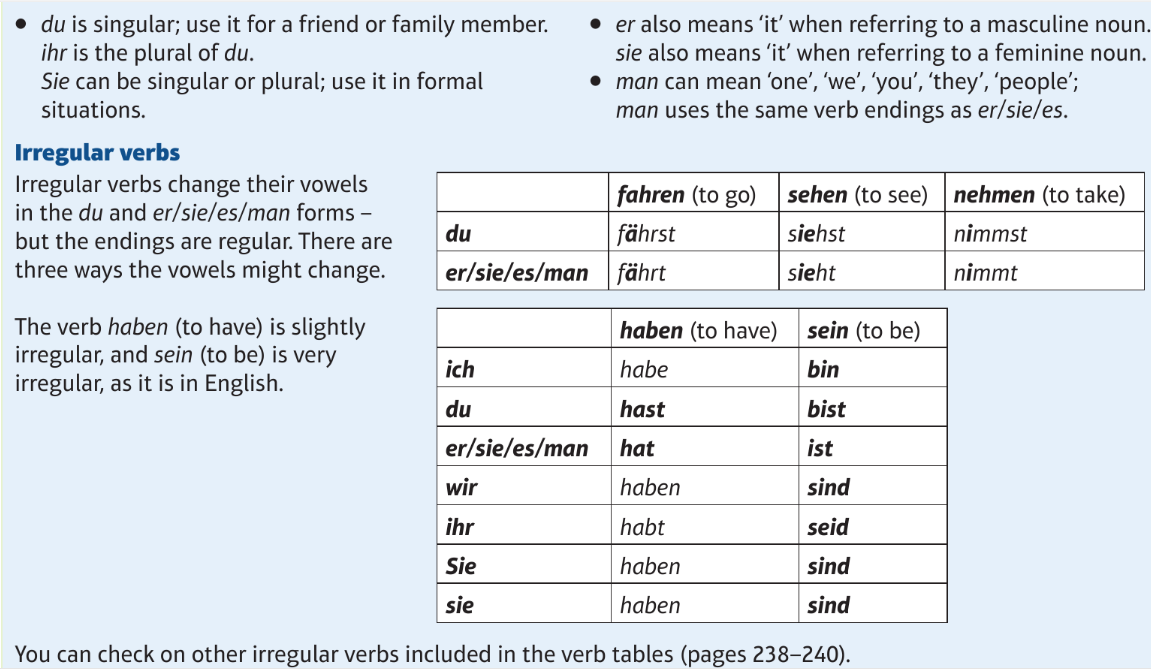 • du is singular; use it for a friend or family member.
ihr is the plural of du.
Sie can be singular or plural; use it in formal
situations.
• er also means ‘it’ when referring to a masculine noun.
sie also means ‘it’ when referring to a feminine noun.
• man can mean ‘one’, ‘we’, ‘you’, ‘they’, ‘people’;
man uses the same verb endings as er/sie/es.
Irregular verbs
Irregular verbs change their vowels
in the du and er/sie/es/man forms –
but the endings are regular. There are
three ways the vowels might change.
fahren (to go) sehen (to see) nehmen (to take)
du fährst siehst nimmst
er/sie/es/man fährt sieht nimmt
The verb haben (to have) is slightly
irregular, and sein (to be) is very
irregular, as it is in English.
haben (to have) sein (to be)
ich habe bin
du hast bist
er/sie/es/man hat ist
wir haben sind
ihr habt seid
Sie haben sind
sie haben sind
You can check on other irregular verbs included in the verb tables (pages 238–240).